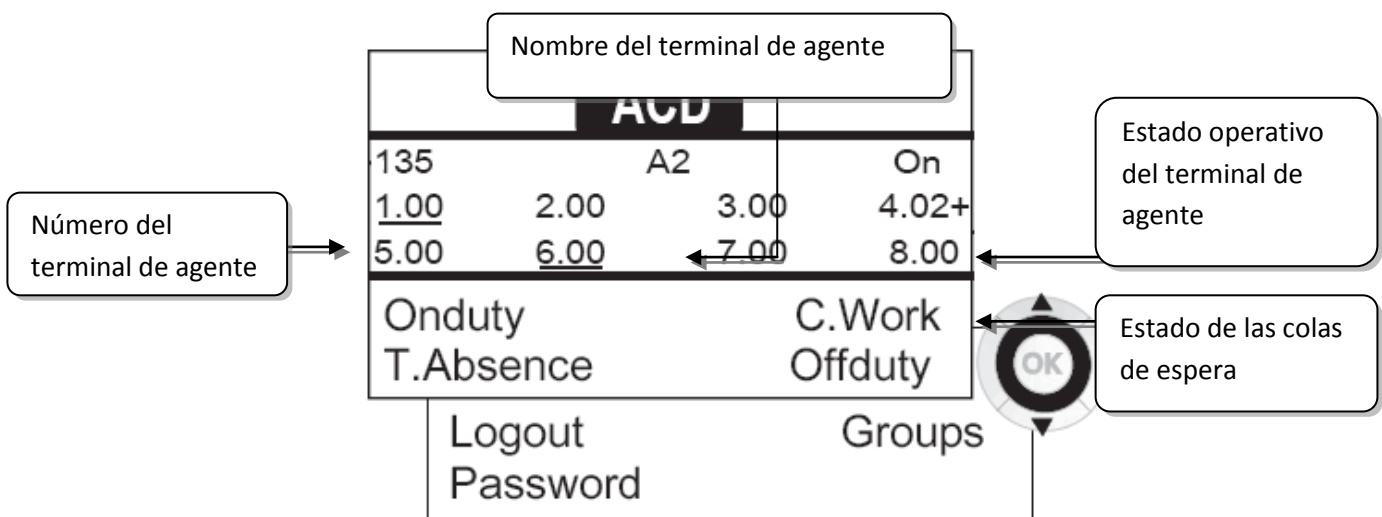 Nombre del terminal de agente
ACD
135 A2 On
1.00 2.00 3.00 4.02+
5.00 6.00 7.00 8.00
Número del
terminal de agente
Estado operativo
del terminal de
agente
Onduty C.Work
T.Absence Offduty
OK
Estado de las colas
de espera
Logout Groups
Password